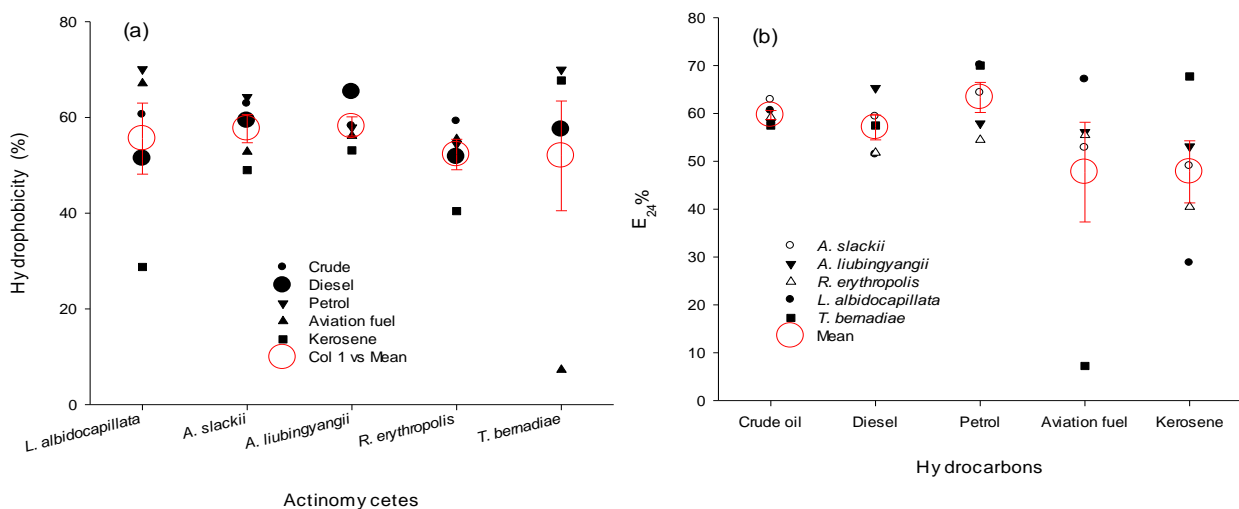 (a)
80
60
40
20
0
Hydrophobicity (%)
Crude
Diesel
Petrol
Aviation fuel
Kerosene
Col 1 vs Mean
L. albidocapillata
A. slackii
A. liubingyangii
R. erythropolis
T. bernadiae
Actinomycetes
(b)
80
70
60
50
40
30
20
10
0
E24%
A. slackii
A. liubingyangii
R. erythropolis
L. albidocapillata
T. bernadiae
Mean
Crude oil Diesel Petrol Aviation fuel Kerosene
Hydrocarbons